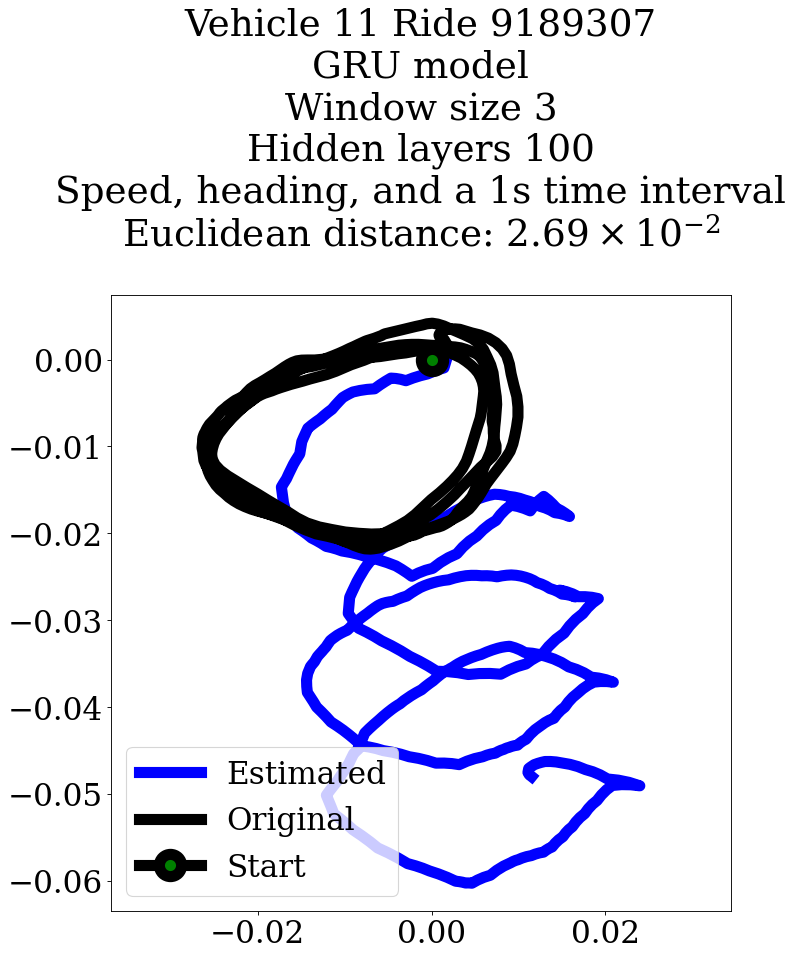 Vehicle 11 Ride 9189307
GRU model
Window size 3
Hidden layers 100
Speed, heading, and a 1s time interval
Euclidean distance: 2.69 × 10⁻²
0.00
−0.01
−0.02
−0.03
−0.04
−0.05
−0.06
Estimated
Original
Start
−0.02 0.00 0.02